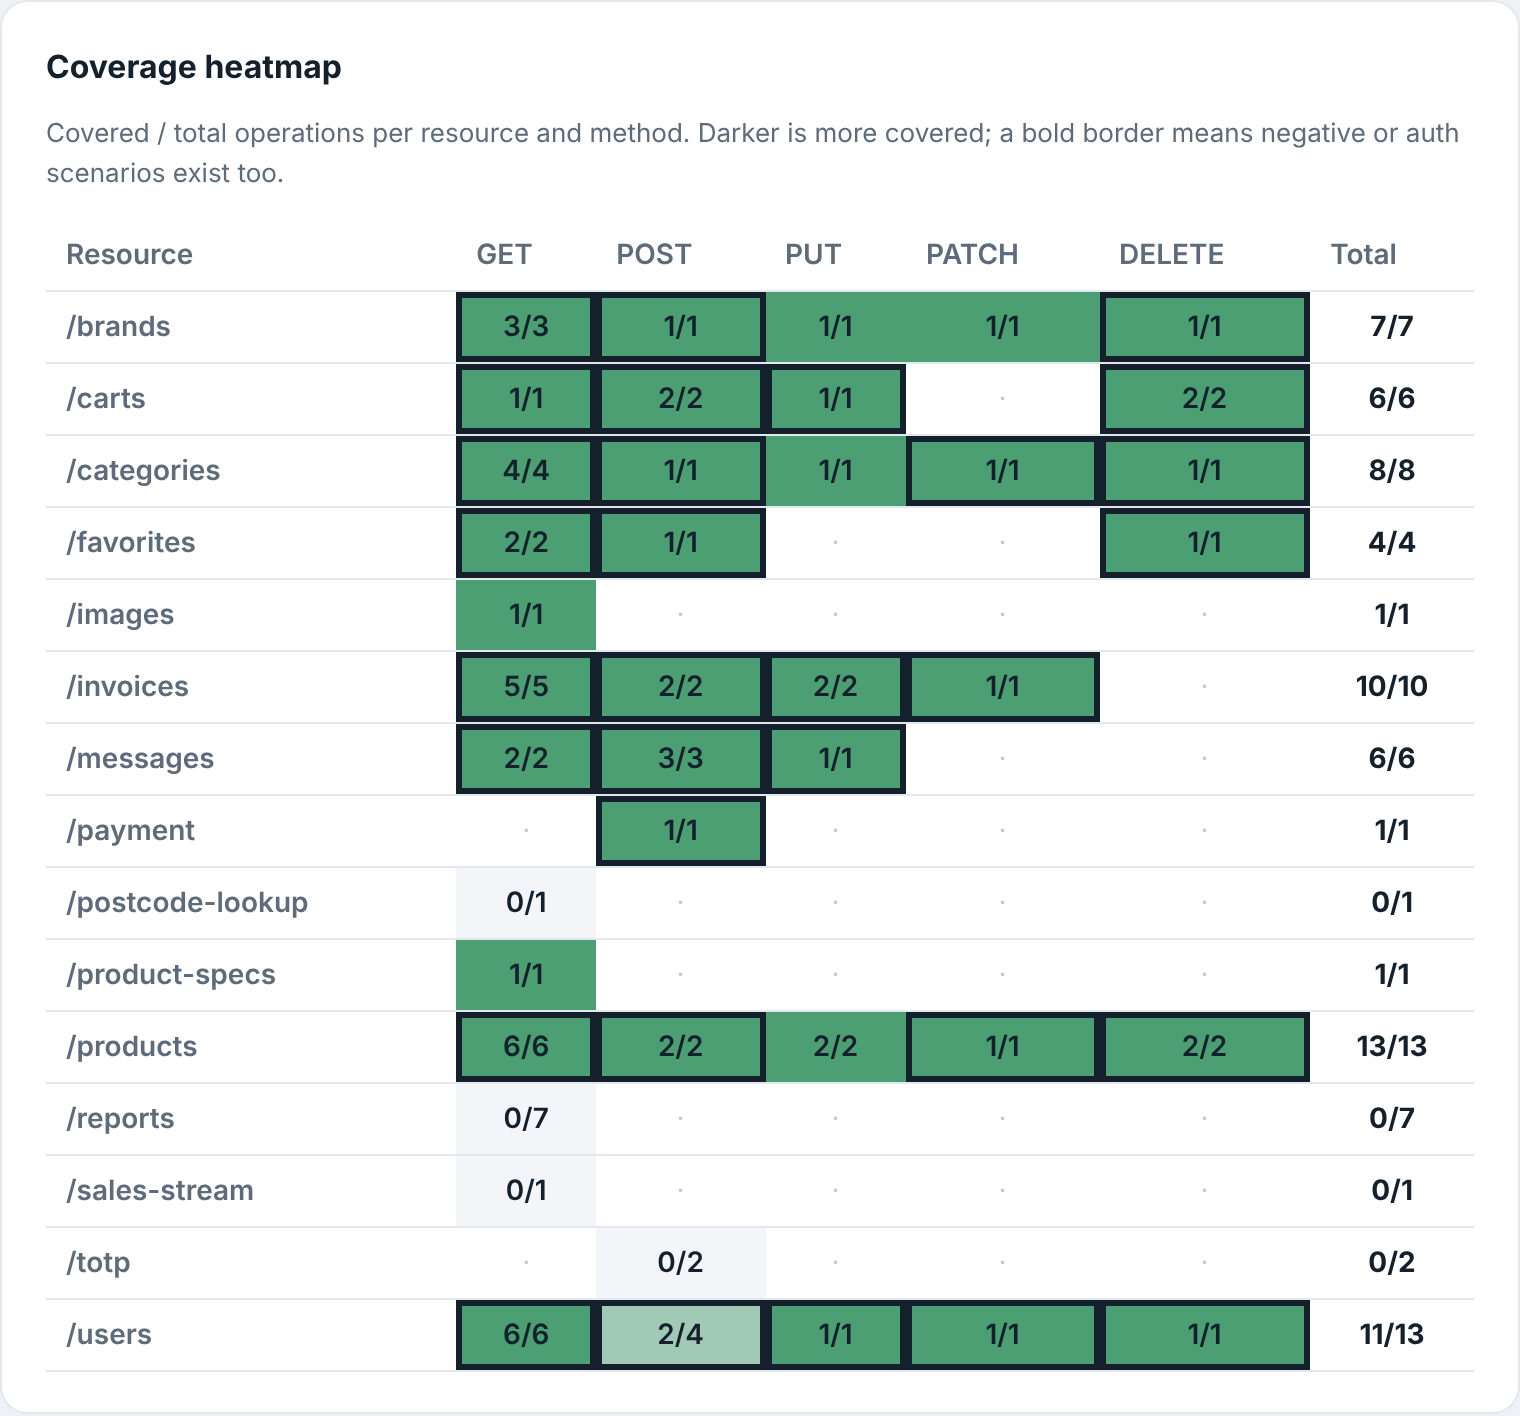 Coverage heatmap
Covered / total operations per resource and method. Darker is more covered; a bold border means negative or auth
scenarios exist too.
Resource GET POST PUT PATCH DELETE Total
/brands 3/3 1/1 1/1 1/1 1/1 7/7
/carts 1/1 2/2 1/1 · 2/2 6/6
/categories 4/4 1/1 1/1 1/1 1/1 8/8
/favorites 2/2 1/1 · · 1/1 4/4
/images 1/1 · · · · 1/1
/invoices 5/5 2/2 2/2 1/1 · 10/10
/messages 2/2 3/3 1/1 · · 6/6
/payment · 1/1 · · · 1/1
/postcode-lookup 0/1 · · · · 0/1
/product-specs 1/1 · · · · 1/1
/products 6/6 2/2 2/2 1/1 2/2 13/13
/reports 0/7 · · · · 0/7
/sales-stream 0/1 · · · · 0/1
/totp · 0/2 · · · 0/2
/users 6/6 2/4 1/1 1/1 1/1 11/13